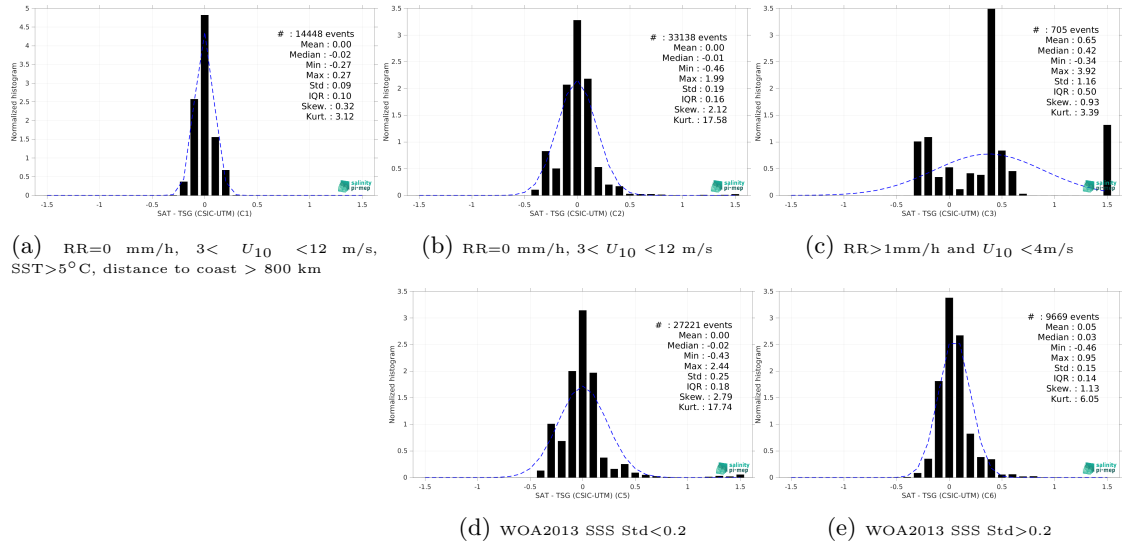 5
4.5
4
3.5
3
2.5
2
1.5
1
0.5
0
Normalized histogram
# : 14448 events
Mean : 0.00
Median : -0.02
Min : -0.27
Max : 0.27
Std : 0.09
IQR : 0.10
Skew. : 0.32
Kurt. : 3.12
salinity
pi-mep
-1.5 -1 -0.5 0 0.5 1 1.5
SAT - TSG (CSIC-UTM) (C1)
(a) RR=0 mm/h, 3< U10 <12 m/s,
SST>5°C, distance to coast > 800 km
3.5
3
2.5
2
1.5
1
0.5
0
Normalized histogram
# : 33138 events
Mean : 0.00
Median : -0.01
Min : -0.46
Max : 1.99
Std : 0.19
IQR : 0.16
Skew. : 2.12
Kurt. : 17.58
salinity
pi-mep
-1.5 -1 -0.5 0 0.5 1 1.5
SAT - TSG (CSIC-UTM) (C2)
(b) RR=0 mm/h, 3< U10 <12 m/s
3.5
3
2.5
2
1.5
1
0.5
0
Normalized histogram
# : 705 events
Mean : 0.65
Median : 0.42
Min : -0.34
Max : 3.92
Std : 1.16
IQR : 0.50
Skew. : 0.93
Kurt. : 3.39
salinity
pi-mep
-1.5 -1 -0.5 0 0.5 1 1.5
SAT - TSG (CSIC-UTM) (C3)
(c) RR>1mm/h and U10 <4m/s
3.5
3
2.5
2
1.5
1
0.5
0
Normalized histogram
# : 27221 events
Mean : 0.00
Median : -0.02
Min : -0.43
Max : 2.44
Std : 0.25
IQR : 0.18
Skew. : 2.79
Kurt. : 17.74
salinity
pi-mep
-1.5 -1 -0.5 0 0.5 1 1.5
SAT - TSG (CSIC-UTM) (C5)
(d) WOA2013 SSS Std<0.2
3.5
3
2.5
2
1.5
1
0.5
0
Normalized histogram
# : 9669 events
Mean : 0.05
Median : 0.03
Min : -0.46
Max : 0.95
Std : 0.15
IQR : 0.14
Skew. : 1.13
Kurt. : 6.05
salinity
pi-mep
-1.5 -1 -0.5 0 0.5 1 1.5
SAT - TSG (CSIC-UTM) (C6)
(e) WOA2013 SSS Std>0.2